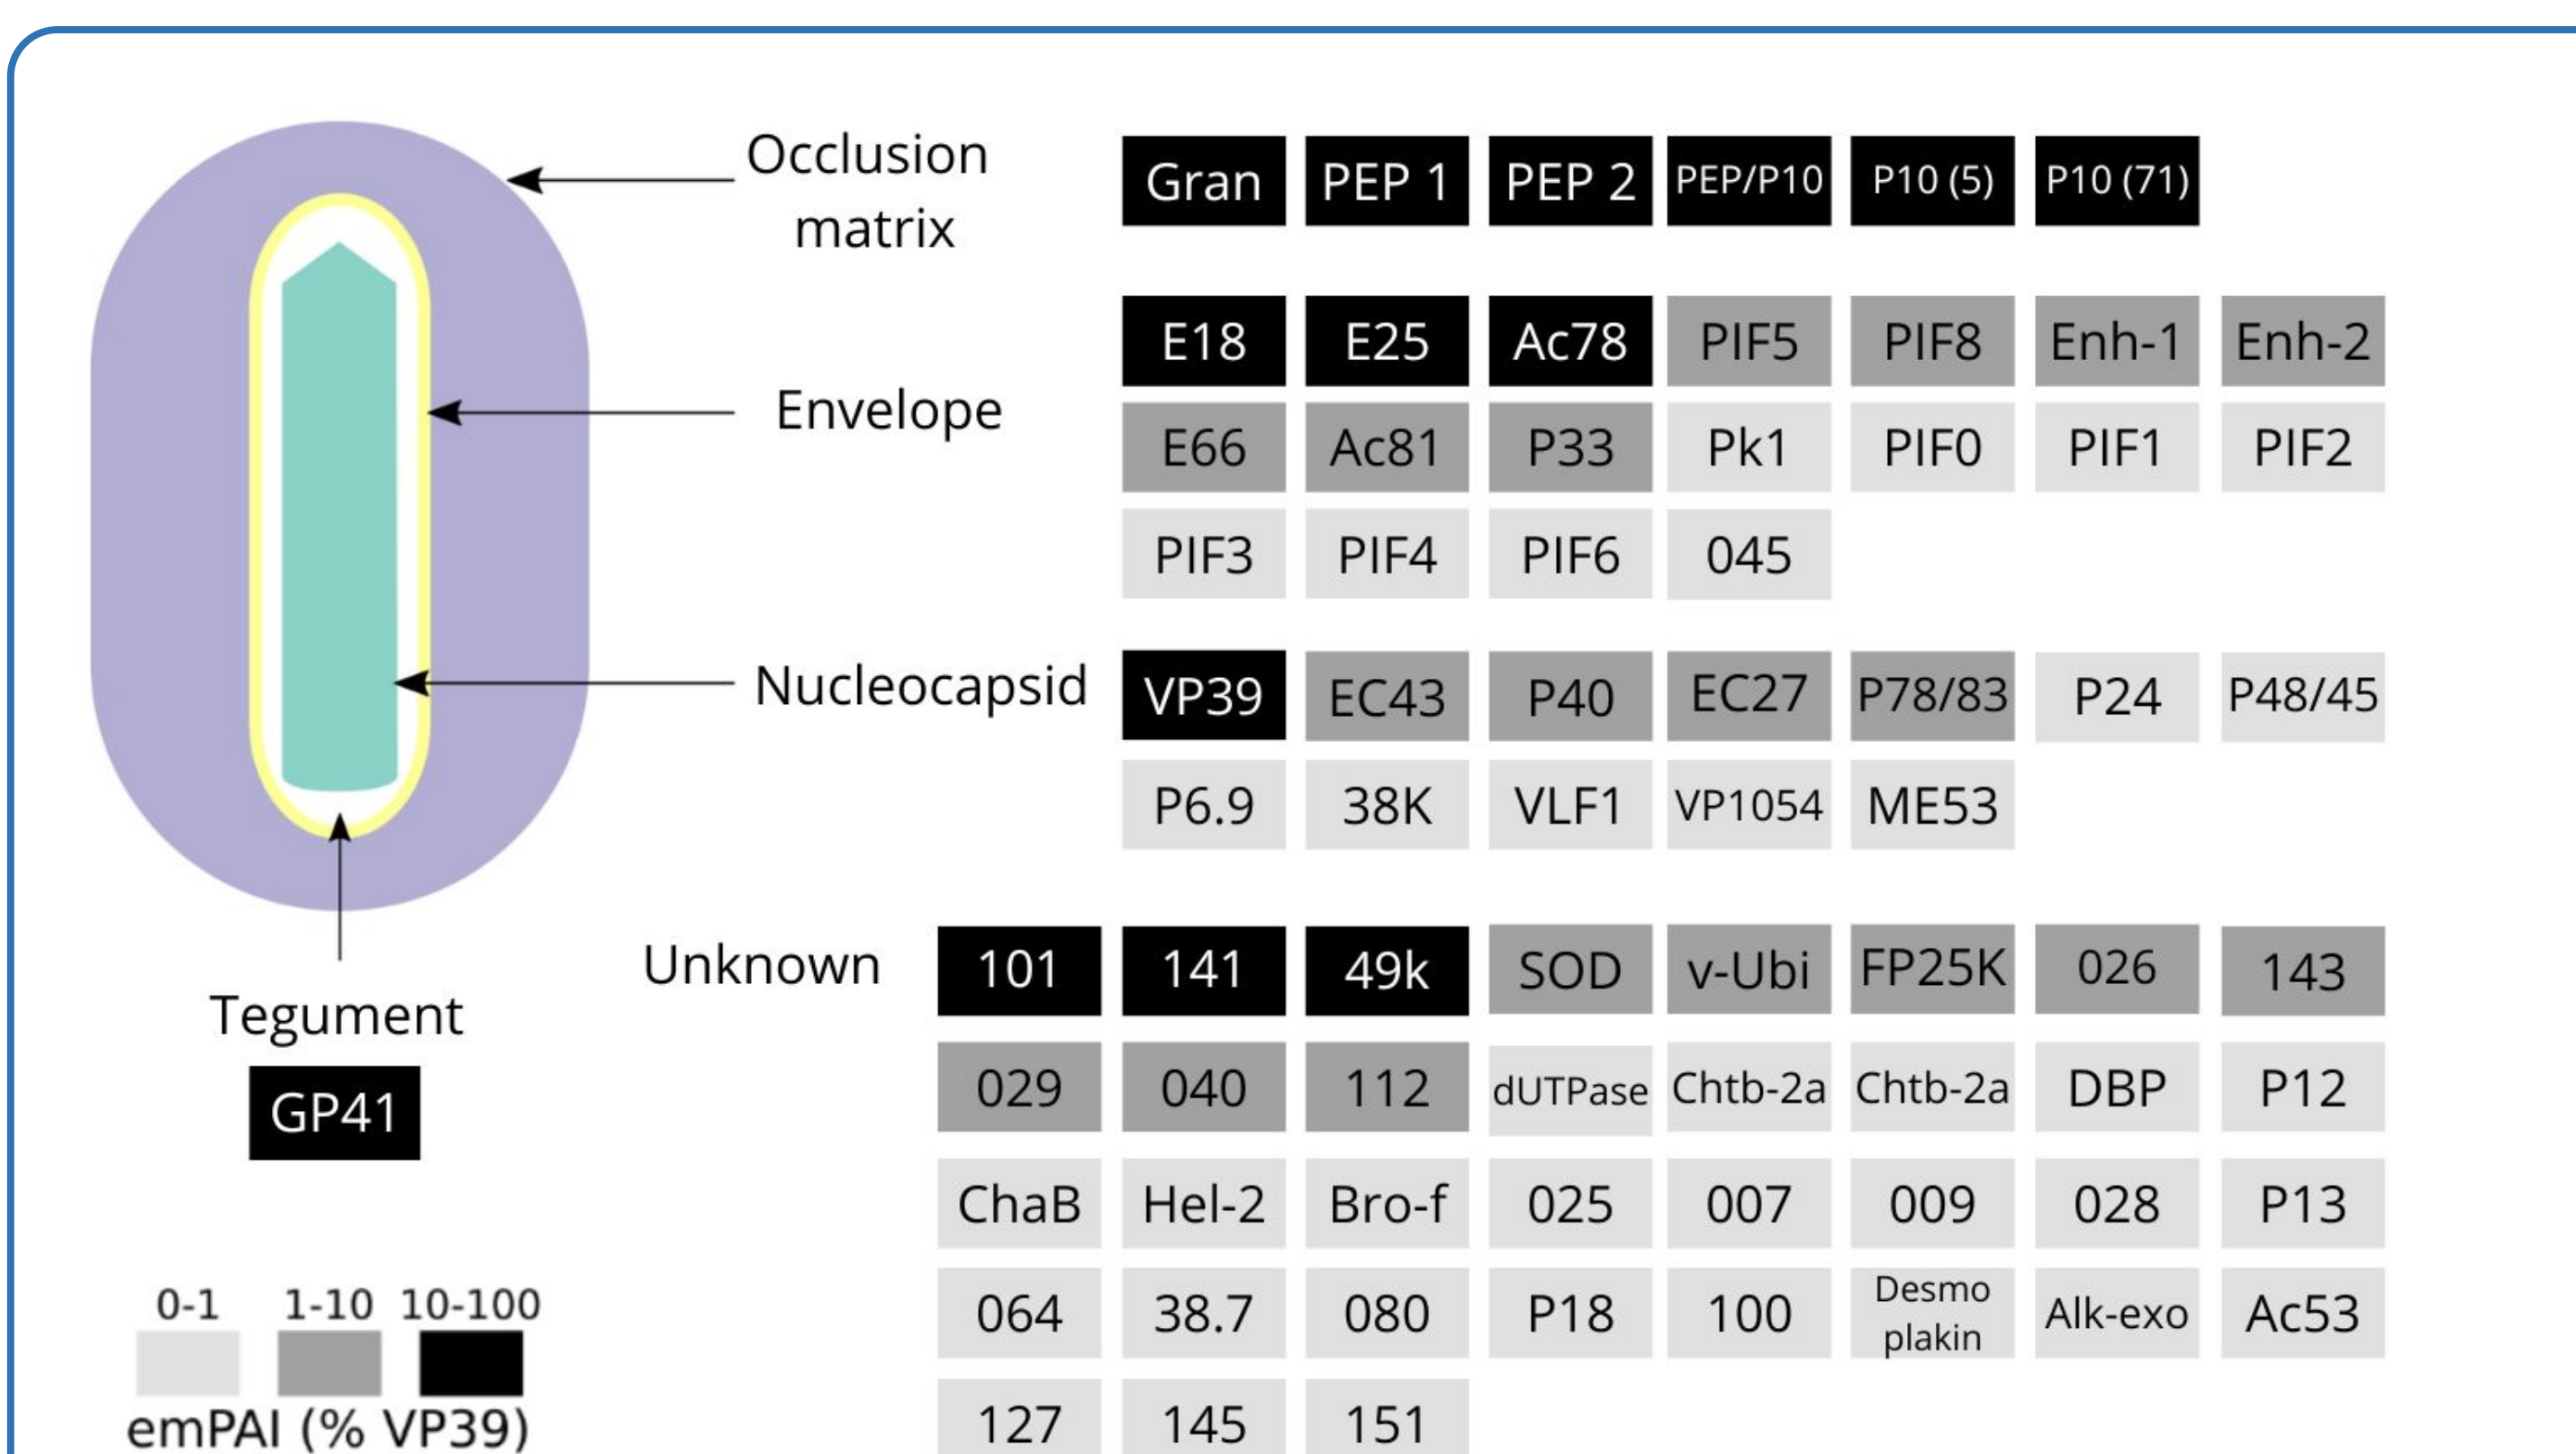 Occlusion
matrix
Gran PEP 1 PEP 2 PEP/P10 P10 (5) P10 (71)
Envelope
E18 E25 Ac78 PIF5 PIF8 Enh-1 Enh-2
E66 Ac81 P33 Pk1 PIF0 PIF1 PIF2
PIF3 PIF4 PIF6 045
Nucleocapsid
VP39 EC43 P40 EC27 P78/83 P24 P48/45
P6.9 38K VLF1 VP1054 ME53
Tegument
GP41
Unknown
101 141 49k SOD v-Ubi FP25K 026 143
029 040 112 dUTPase Chtb-2a Chtb-2a DBP P12
ChaB Hel-2 Bro-f 025 007 009 028 P13
064 38.7 080 P18 100 Desmo
plakin Alk-exo Ac53
127 145 151
0-1 1-10 10-100
emPAI (% VP39)